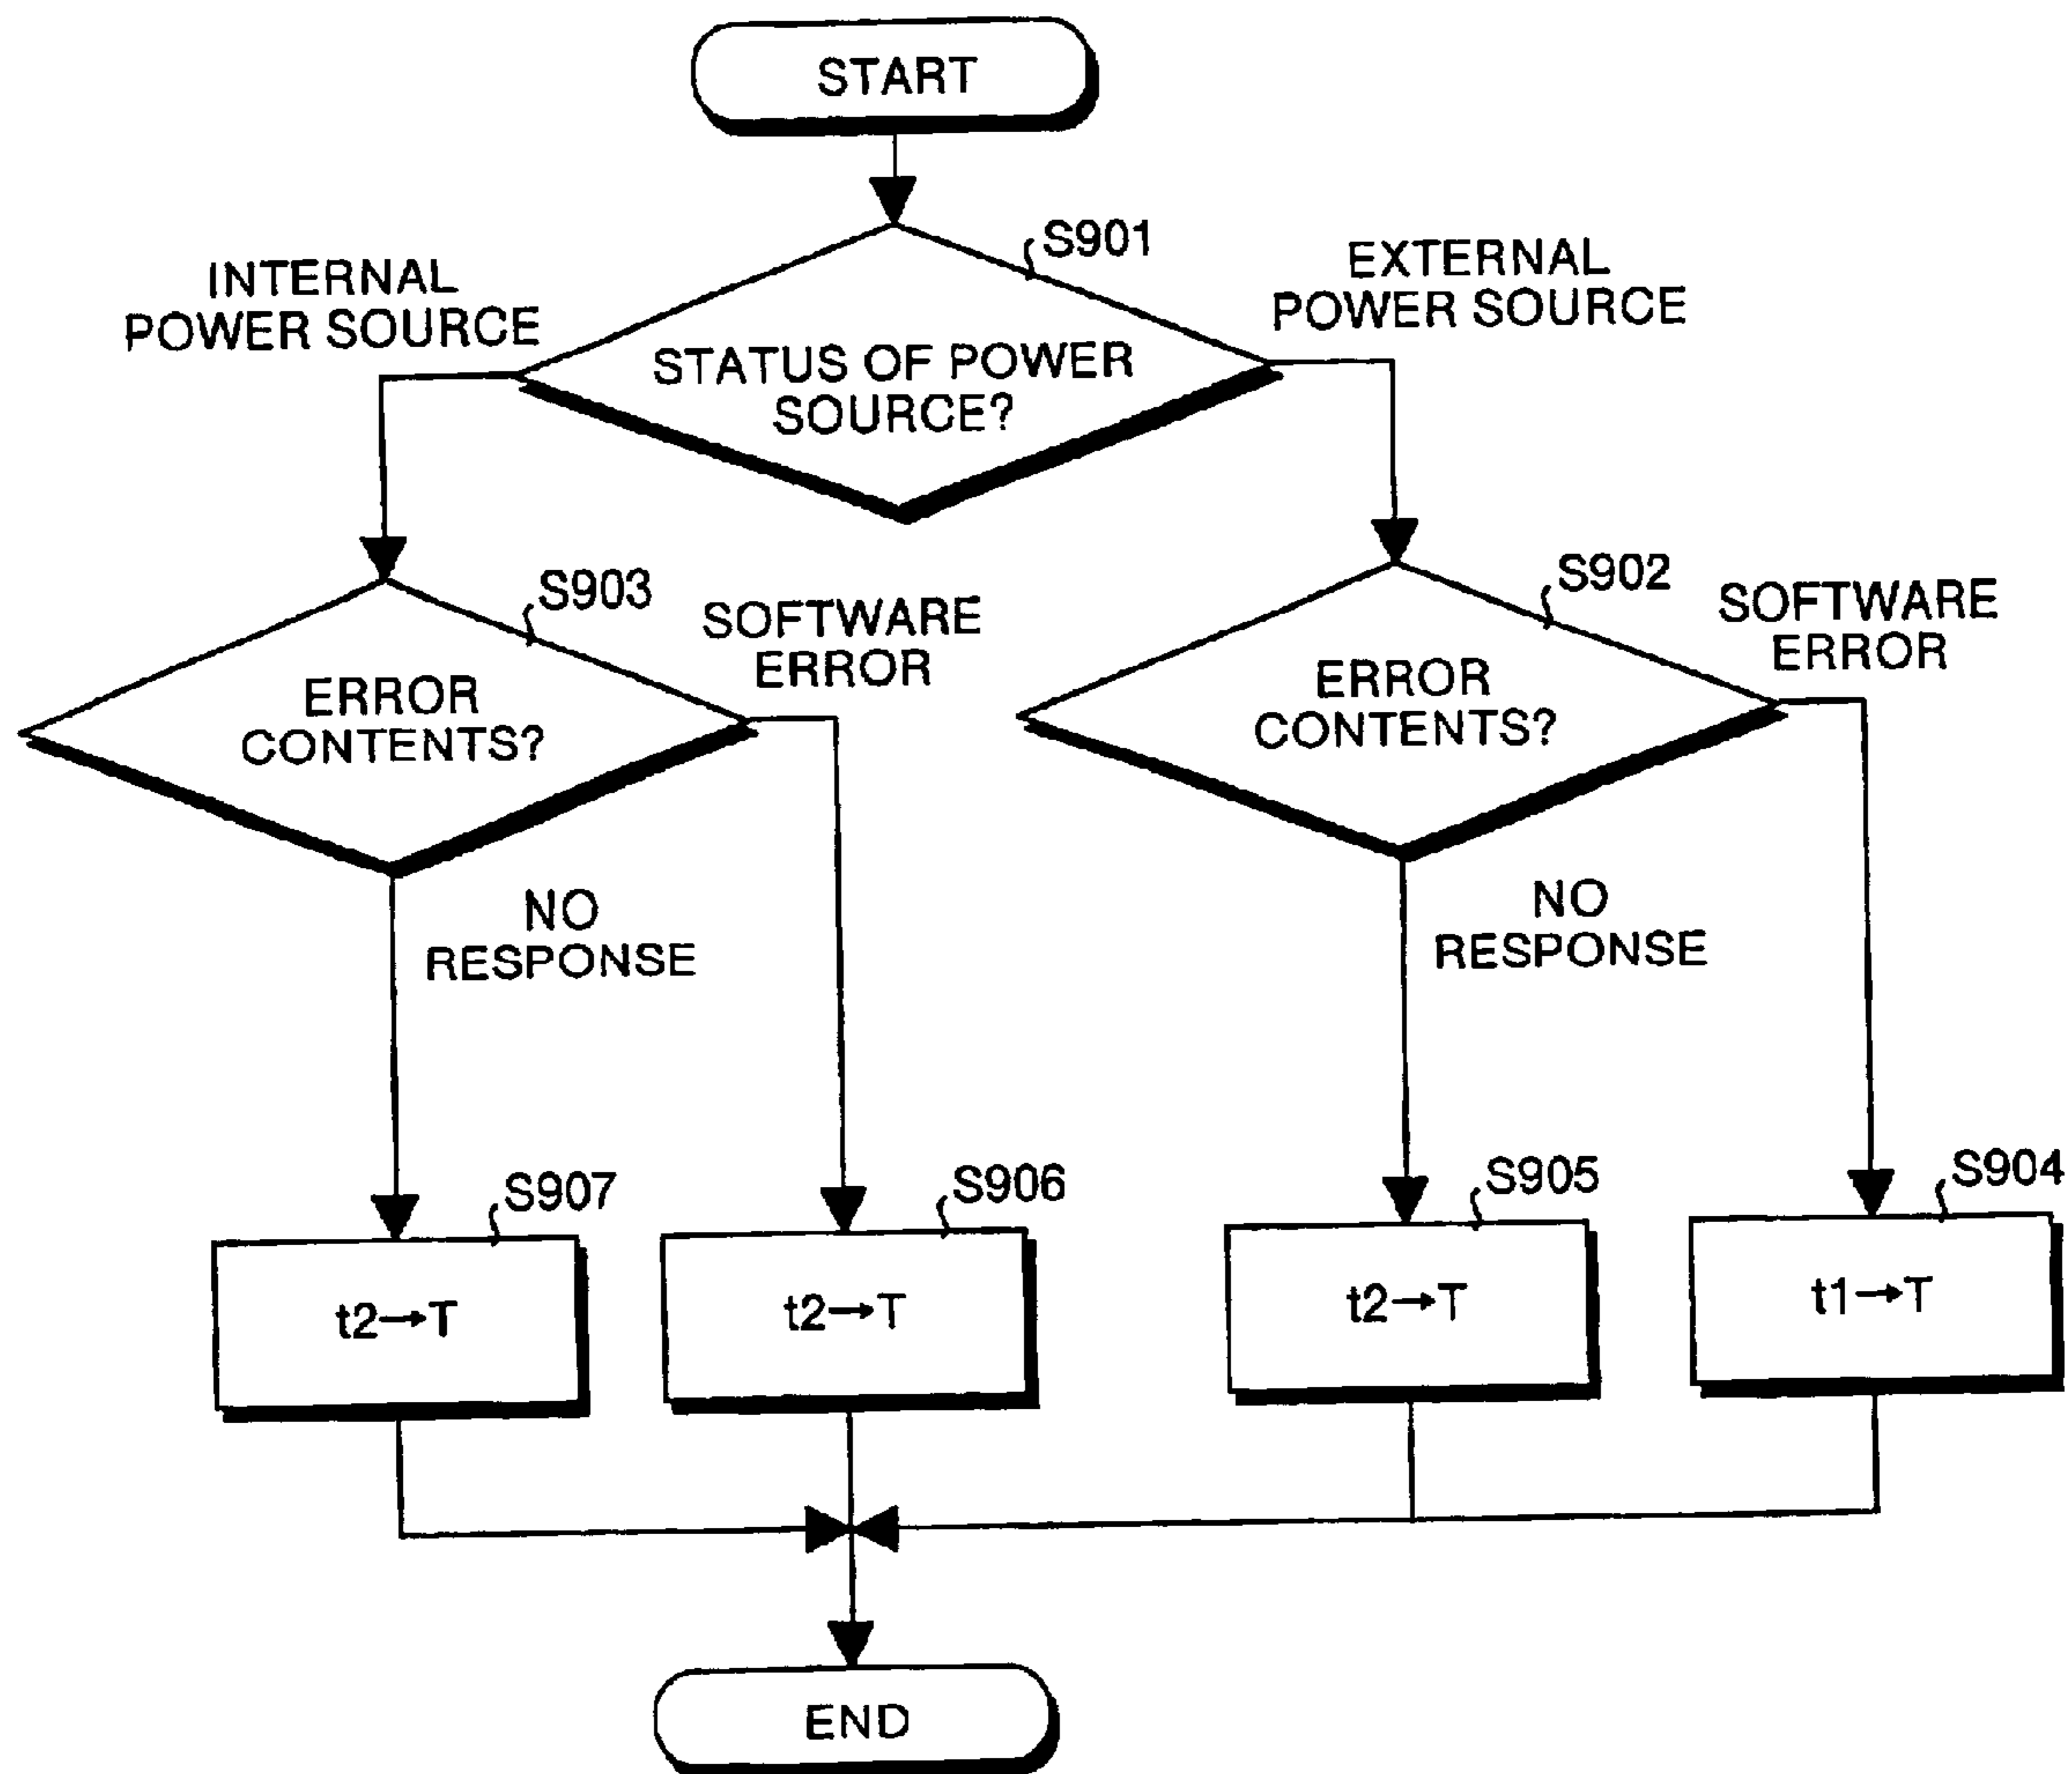 START
S901
INTERNAL
POWER SOURCE
EXTERNAL
POWER SOURCE
STATUS OF POWER
SOURCE?
S903
SOFTWARE
ERROR
S902
SOFTWARE
ERROR
ERROR
CONTENTS?
ERROR
CONTENTS?
NO
RESPONSE
NO
RESPONSE
S907
S906
S905
S904
t2→T
t2→T
t2→T
t1→T
END